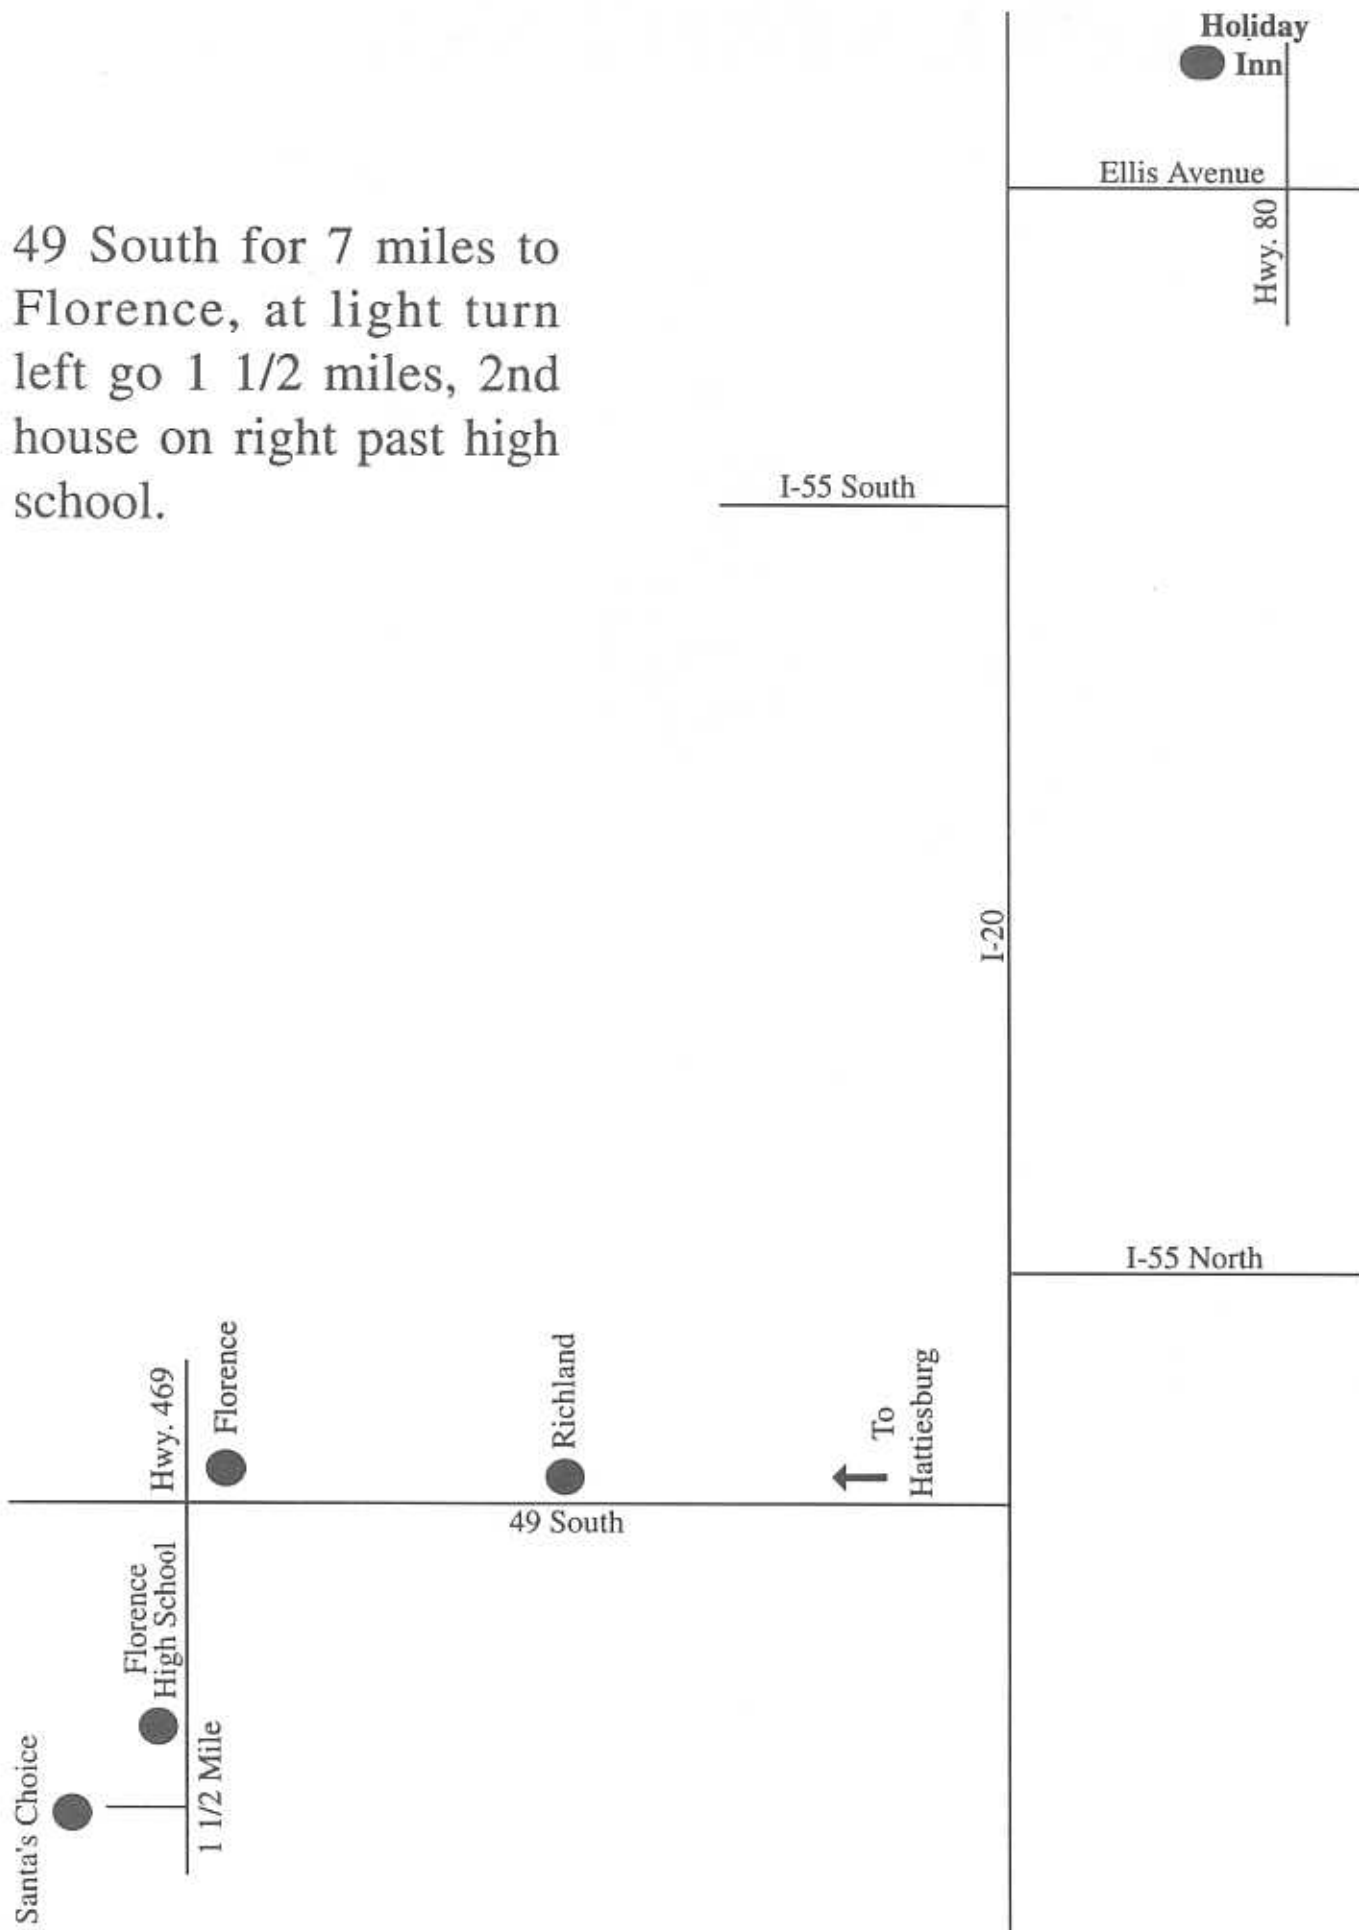 Holiday
Inn
Ellis Avenue
Hwy. 80
49 South for 7 miles to
Florence, at light turn
left go 1 1/2 miles, 2nd
house on right past high
school.
I-55 South
I-20
I-55 North
Hwy. 469
Florence
Richland
To
Hattiesburg
49 South
Florence
High School
1 1/2 Mile
Santa's Choice